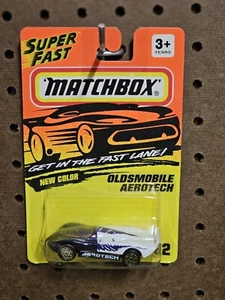 SUPER
FAST
3+
YEARS
MATCHBOX
GET IN THE FAST LANE!
NEW COLOR
OLDSMOBILE
AEROTECH
2
AEROTECH